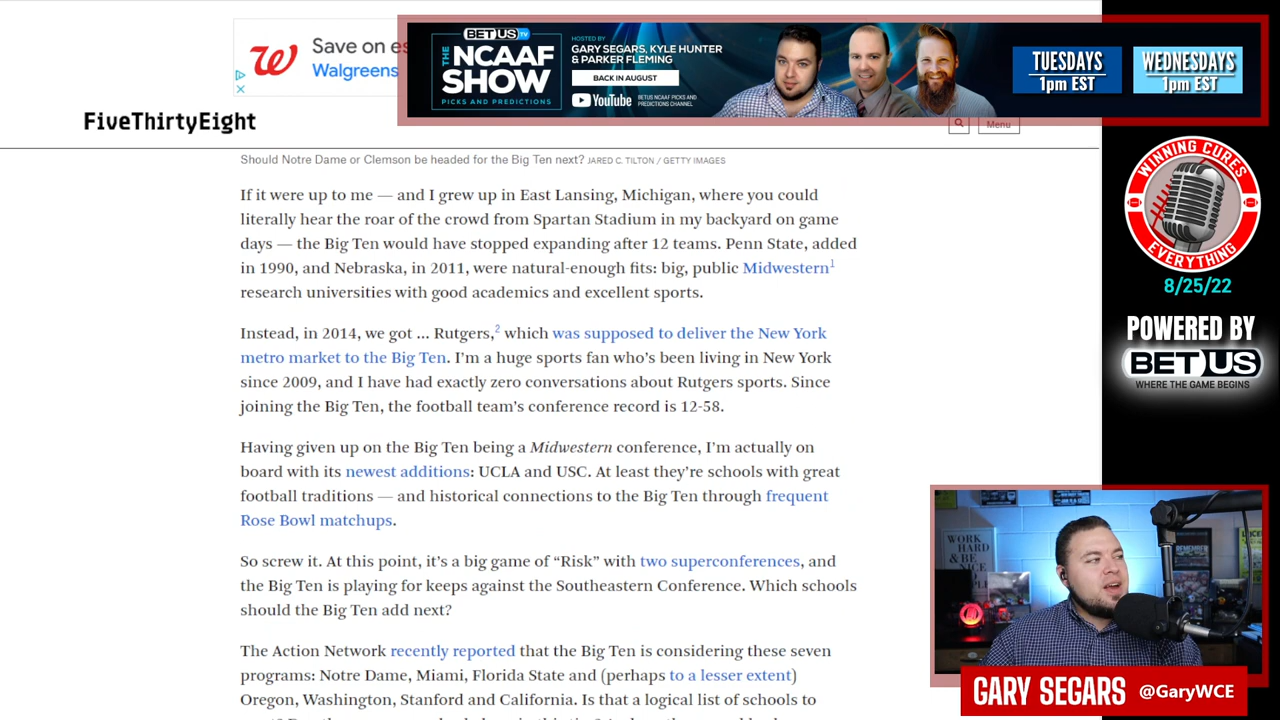 Save on es
Walgreens
BETUS TV
THE NCAAF SHOW
PICKS AND PREDICTIONS
HOSTED BY
GARY SEGARS, KYLE HUNTER
& PARKER FLEMING
BACK IN AUGUST
YouTube
BETUS NCAAF PICKS AND
PREDICTIONS CHANNEL
TUESDAYS
1pm EST
WEDNESDAYS
1pm EST
FiveThirtyEight
Menu
Should Notre Dame or Clemson be headed for the Big Ten next? JARED C. TILTON / GETTY IMAGES
If it were up to me — and I grew up in East Lansing, Michigan, where you could
literally hear the roar of the crowd from Spartan Stadium in my backyard on game
days — the Big Ten would have stopped expanding after 12 teams. Penn State, added
in 1990, and Nebraska, in 2011, were natural-enough fits: big, public Midwestern1
research universities with good academics and excellent sports.
Instead, in 2014, we got ... Rutgers,2 which was supposed to deliver the New York
metro market to the Big Ten. I'm a huge sports fan who's been living in New York
since 2009, and I have had exactly zero conversations about Rutgers sports. Since
joining the Big Ten, the football team's conference record is 12-58.
Having given up on the Big Ten being a Midwestern conference, I'm actually on
board with its newest additions: UCLA and USC. At least they're schools with great
football traditions — and historical connections to the Big Ten through frequent
Rose Bowl matchups.
So screw it. At this point, it's a big game of "Risk" with two superconferences, and
the Big Ten is playing for keeps against the Southeastern Conference. Which schools
should the Big Ten add next?
The Action Network recently reported that the Big Ten is considering these seven
programs: Notre Dame, Miami, Florida State and (perhaps to a lesser extent)
Oregon, Washington, Stanford and California. Is that a logical list of schools to
WINNING CURES
EVERYTHING
8/25/22
POWERED BY
BETUS
WHERE THE GAME BEGINS
WORK
HARD
& BE
NICE
GARY SEGARS @GaryWCE